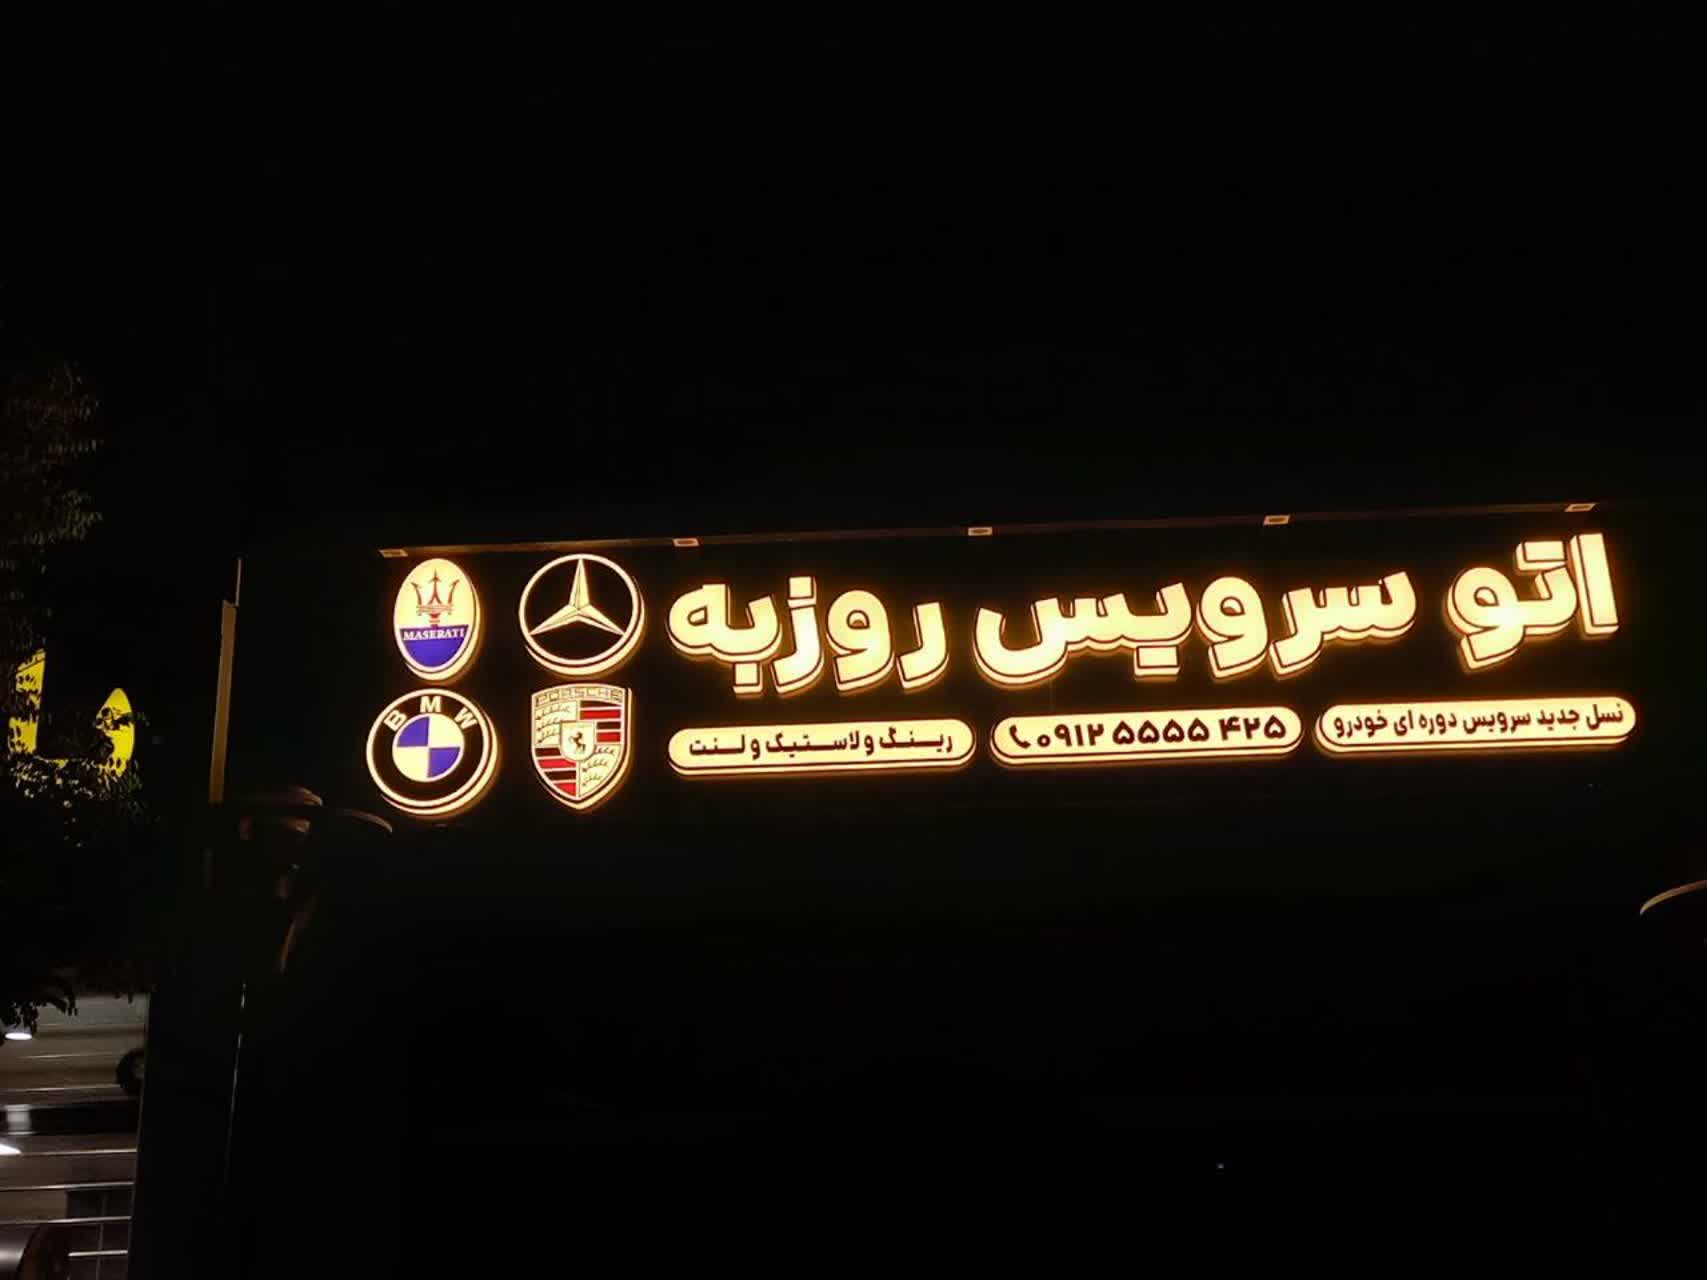 اتو سرویس روزبه
نسل جدید سرویس دوره ای خودرو
۰۹۱۲ ۵۵۵۵ ۴۲۵
رینگ و لاستیک و لنت
MASERATI
BMW
PORSCHE